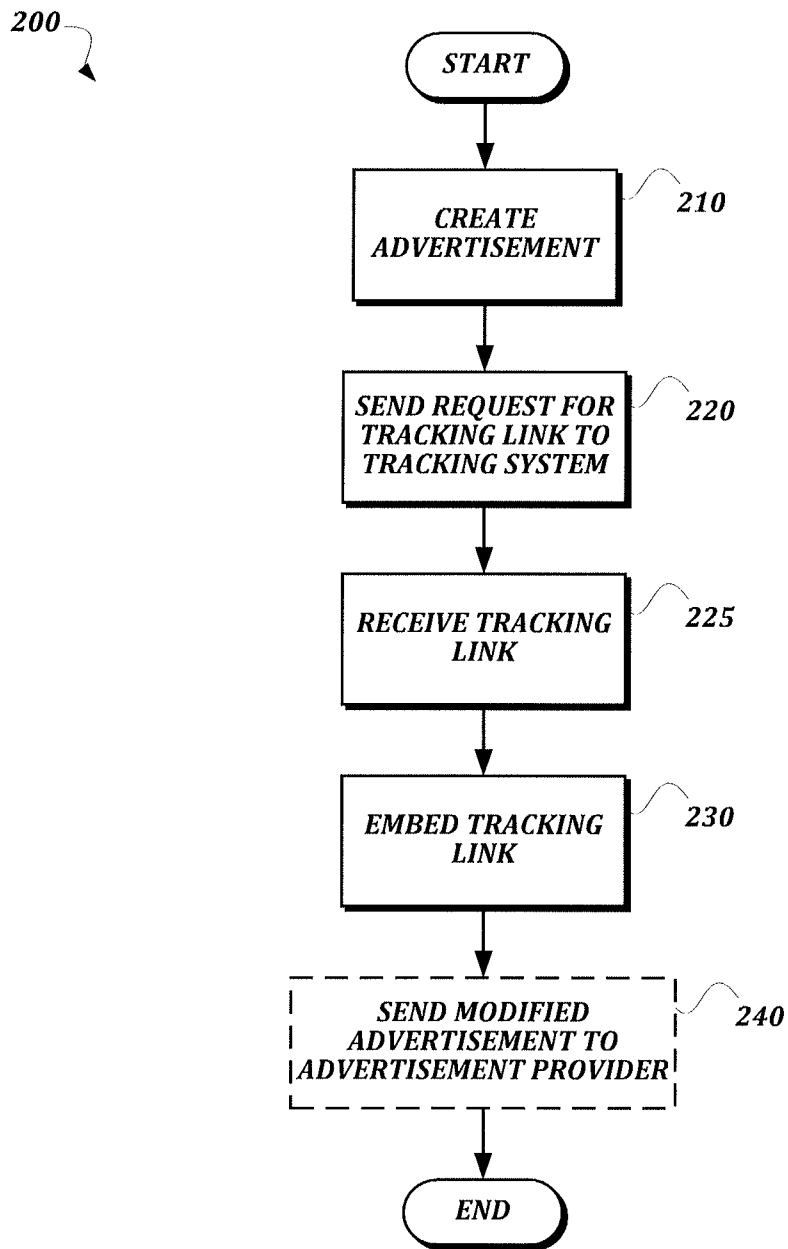 200
START
CREATE
ADVERTISEMENT
210
SEND REQUEST FOR
TRACKING LINK TO
TRACKING SYSTEM
220
RECEIVE TRACKING
LINK
225
EMBED TRACKING
LINK
230
SEND MODIFIED
ADVERTISEMENT TO
ADVERTISEMENT PROVIDER
240
END